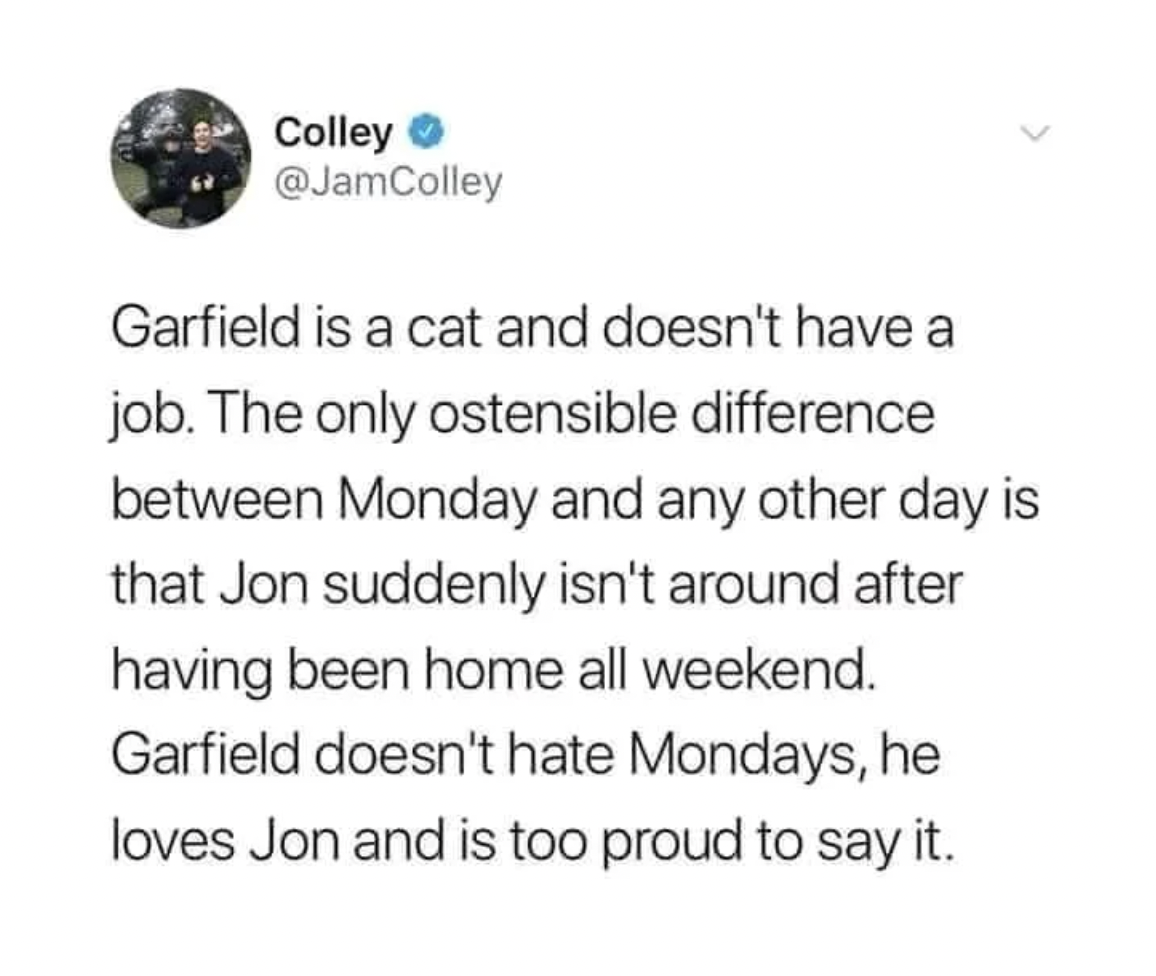 Colley
@JamColley
Garfield is a cat and doesn't have a
job. The only ostensible difference
between Monday and any other day is
that Jon suddenly isn't around after
having been home all weekend.
Garfield doesn't hate Mondays, he
loves Jon and is too proud to say it.